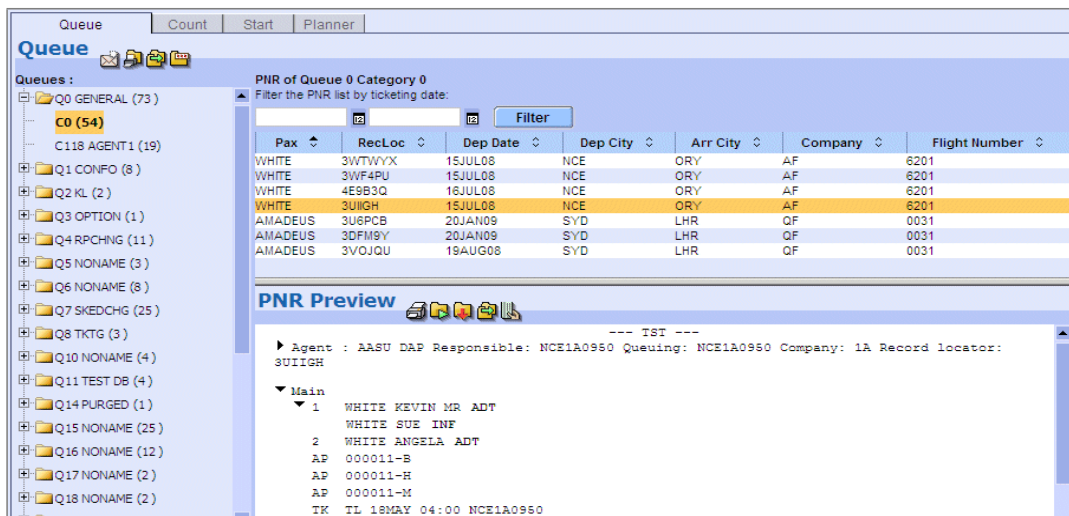 Queue Count Start Planner
Queue
Queues :
Q0 GENERAL (73)
C0 (54)
C118 AGENT1 (19)
Q1 CONFO (8)
Q2 KL (2)
Q3 OPTION (1)
Q4 RPCHNG (11)
Q5 NONAME (3)
Q6 NONAME (8)
Q7 SKEDCHG (25)
Q8 TKTG (3)
Q10 NONAME (4)
Q11 TEST DB (4)
Q14 PURGED (1)
Q15 NONAME (25)
Q16 NONAME (12)
Q17 NONAME (2)
Q18 NONAME (2)
PNR of Queue 0 Category 0
Filter the PNR list by ticketing date:
12 12 Filter
Pax RecLoc Dep Date Dep City Arr City Company Flight Number
WHITE 3WTWYX 15JUL08 NCE ORY AF 6201
WHITE 3WF4PU 15JUL08 NCE ORY AF 6201
WHITE 4E9B3Q 16JUL08 NCE ORY AF 6201
WHITE 3UIIGH 15JUL08 NCE ORY AF 6201
AMADEUS 3U6PCB 20JAN09 SYD LHR QF 0031
AMADEUS 3DFM9Y 20JAN09 SYD LHR QF 0031
AMADEUS 3VOJQU 19AUG08 SYD LHR QF 0031
PNR Preview
--- TST ---
Agent : AASU DAP Responsible: NCE1A0950 Queuing: NCE1A0950 Company: 1A Record locator:
3UIIGH
Main
1 WHITE KEVIN MR ADT
WHITE SUE INF
2 WHITE ANGELA ADT
AP 000011-B
AP 000011-H
AP 000011-M
TK TL 18MAY 04:00 NCE1A0950